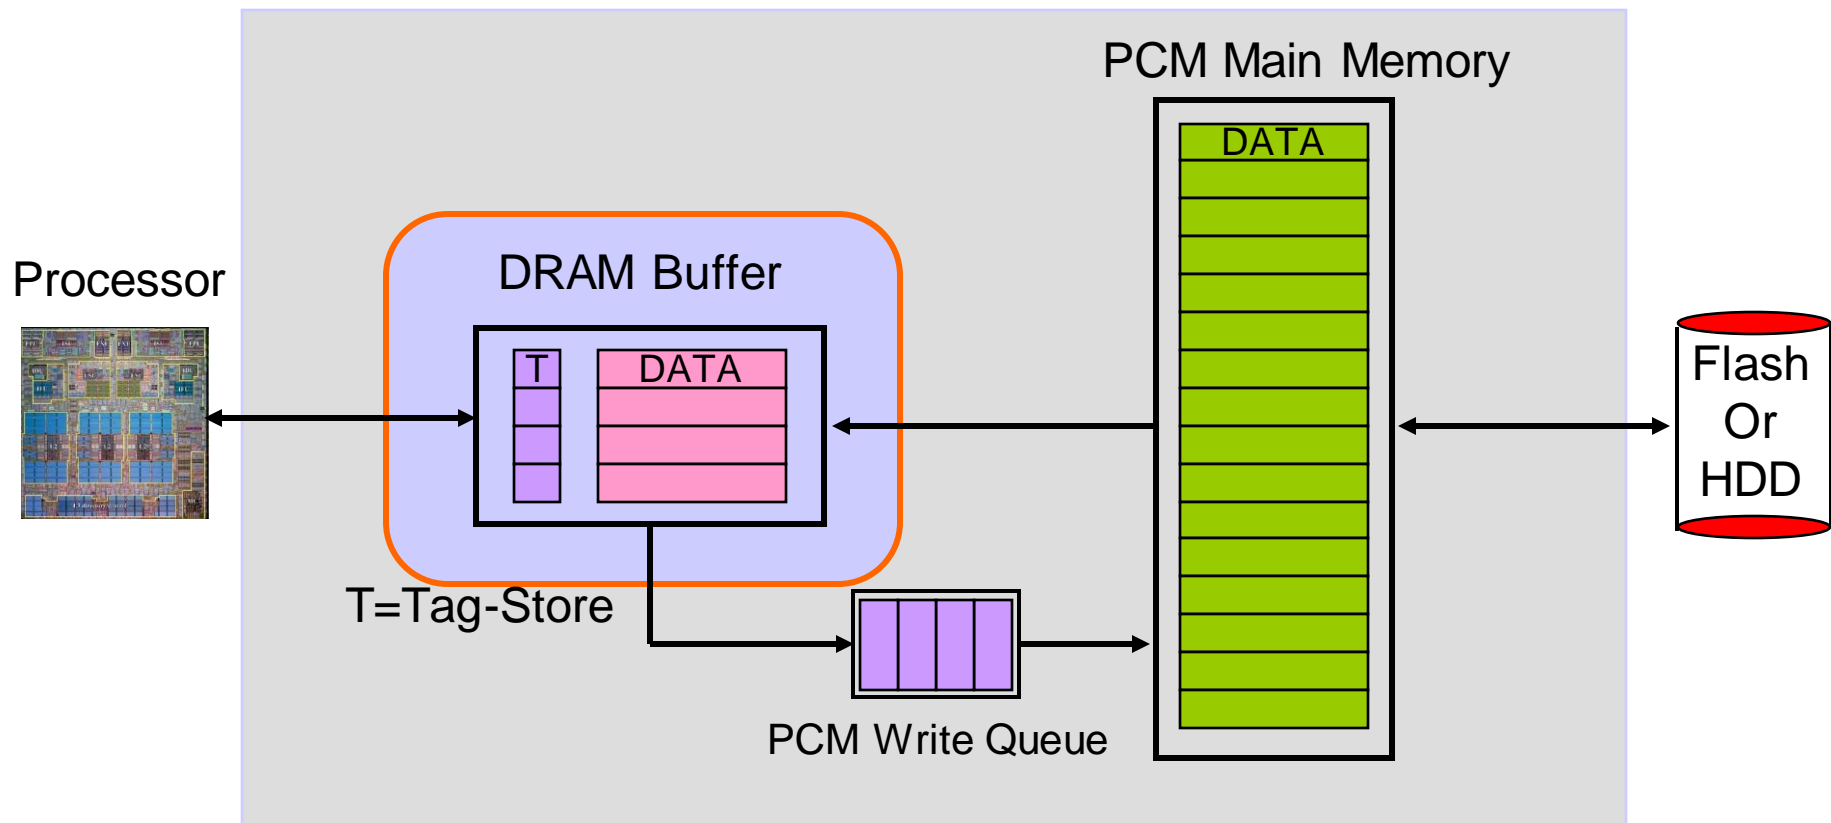 PCM Main Memory
DATA
DRAM Buffer
Processor
T
DATA
Flash
Or
HDD
T=Tag-Store
PCM Write Queue